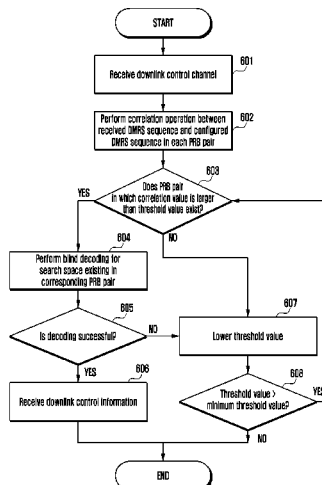 START
Receive downlink control channel
601
Perform correlation operation between
received DMRS sequence and configured
DMRS sequence in each PRB pair
602
603
Does PRB pair
in which correlation value is larger
than threshold value exist?
YES
NO
604
Perform blind decoding for
search space existing in
corresponding PRB pair
605
Is decoding successful?
NO
607
Lower threshold value
YES
606
Receive downlink control information
608
Threshold value >
minimum threshold value?
YES
NO
END